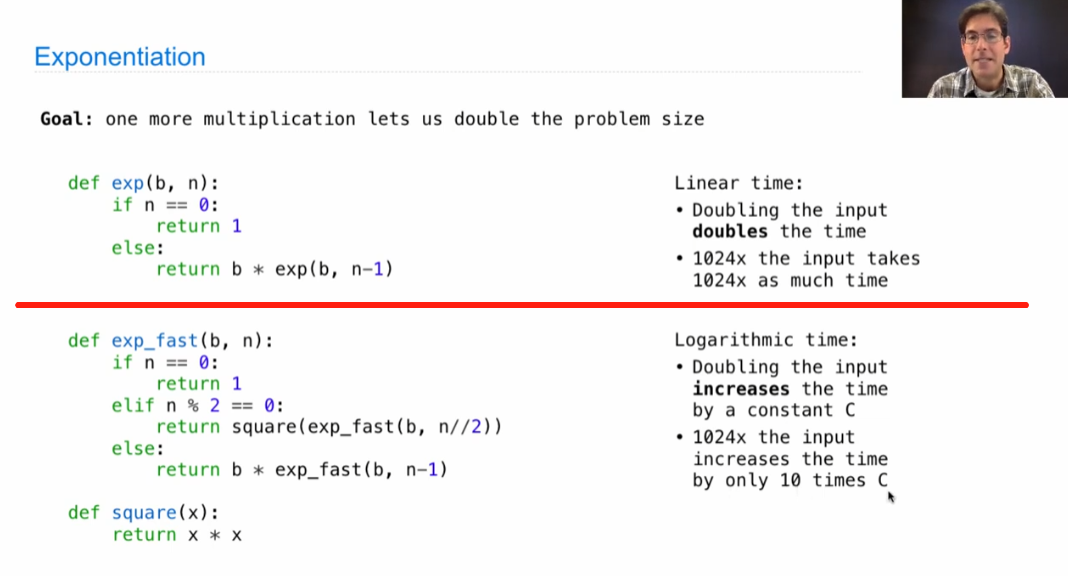 Exponentiation
Goal: one more multiplication lets us double the problem size
def exp(b, n):
    if n == 0:
        return 1
    else:
        return b * exp(b, n-1)
Linear time:
• Doubling the input
doubles the time
• 1024x the input takes
1024x as much time
def exp_fast(b, n):
    if n == 0:
        return 1
    elif n % 2 == 0:
        return square(exp_fast(b, n//2))
    else:
        return b * exp_fast(b, n-1)
def square(x):
    return x * x
Logarithmic time:
• Doubling the input
increases the time
by a constant C
• 1024x the input
increases the time
by only 10 times C